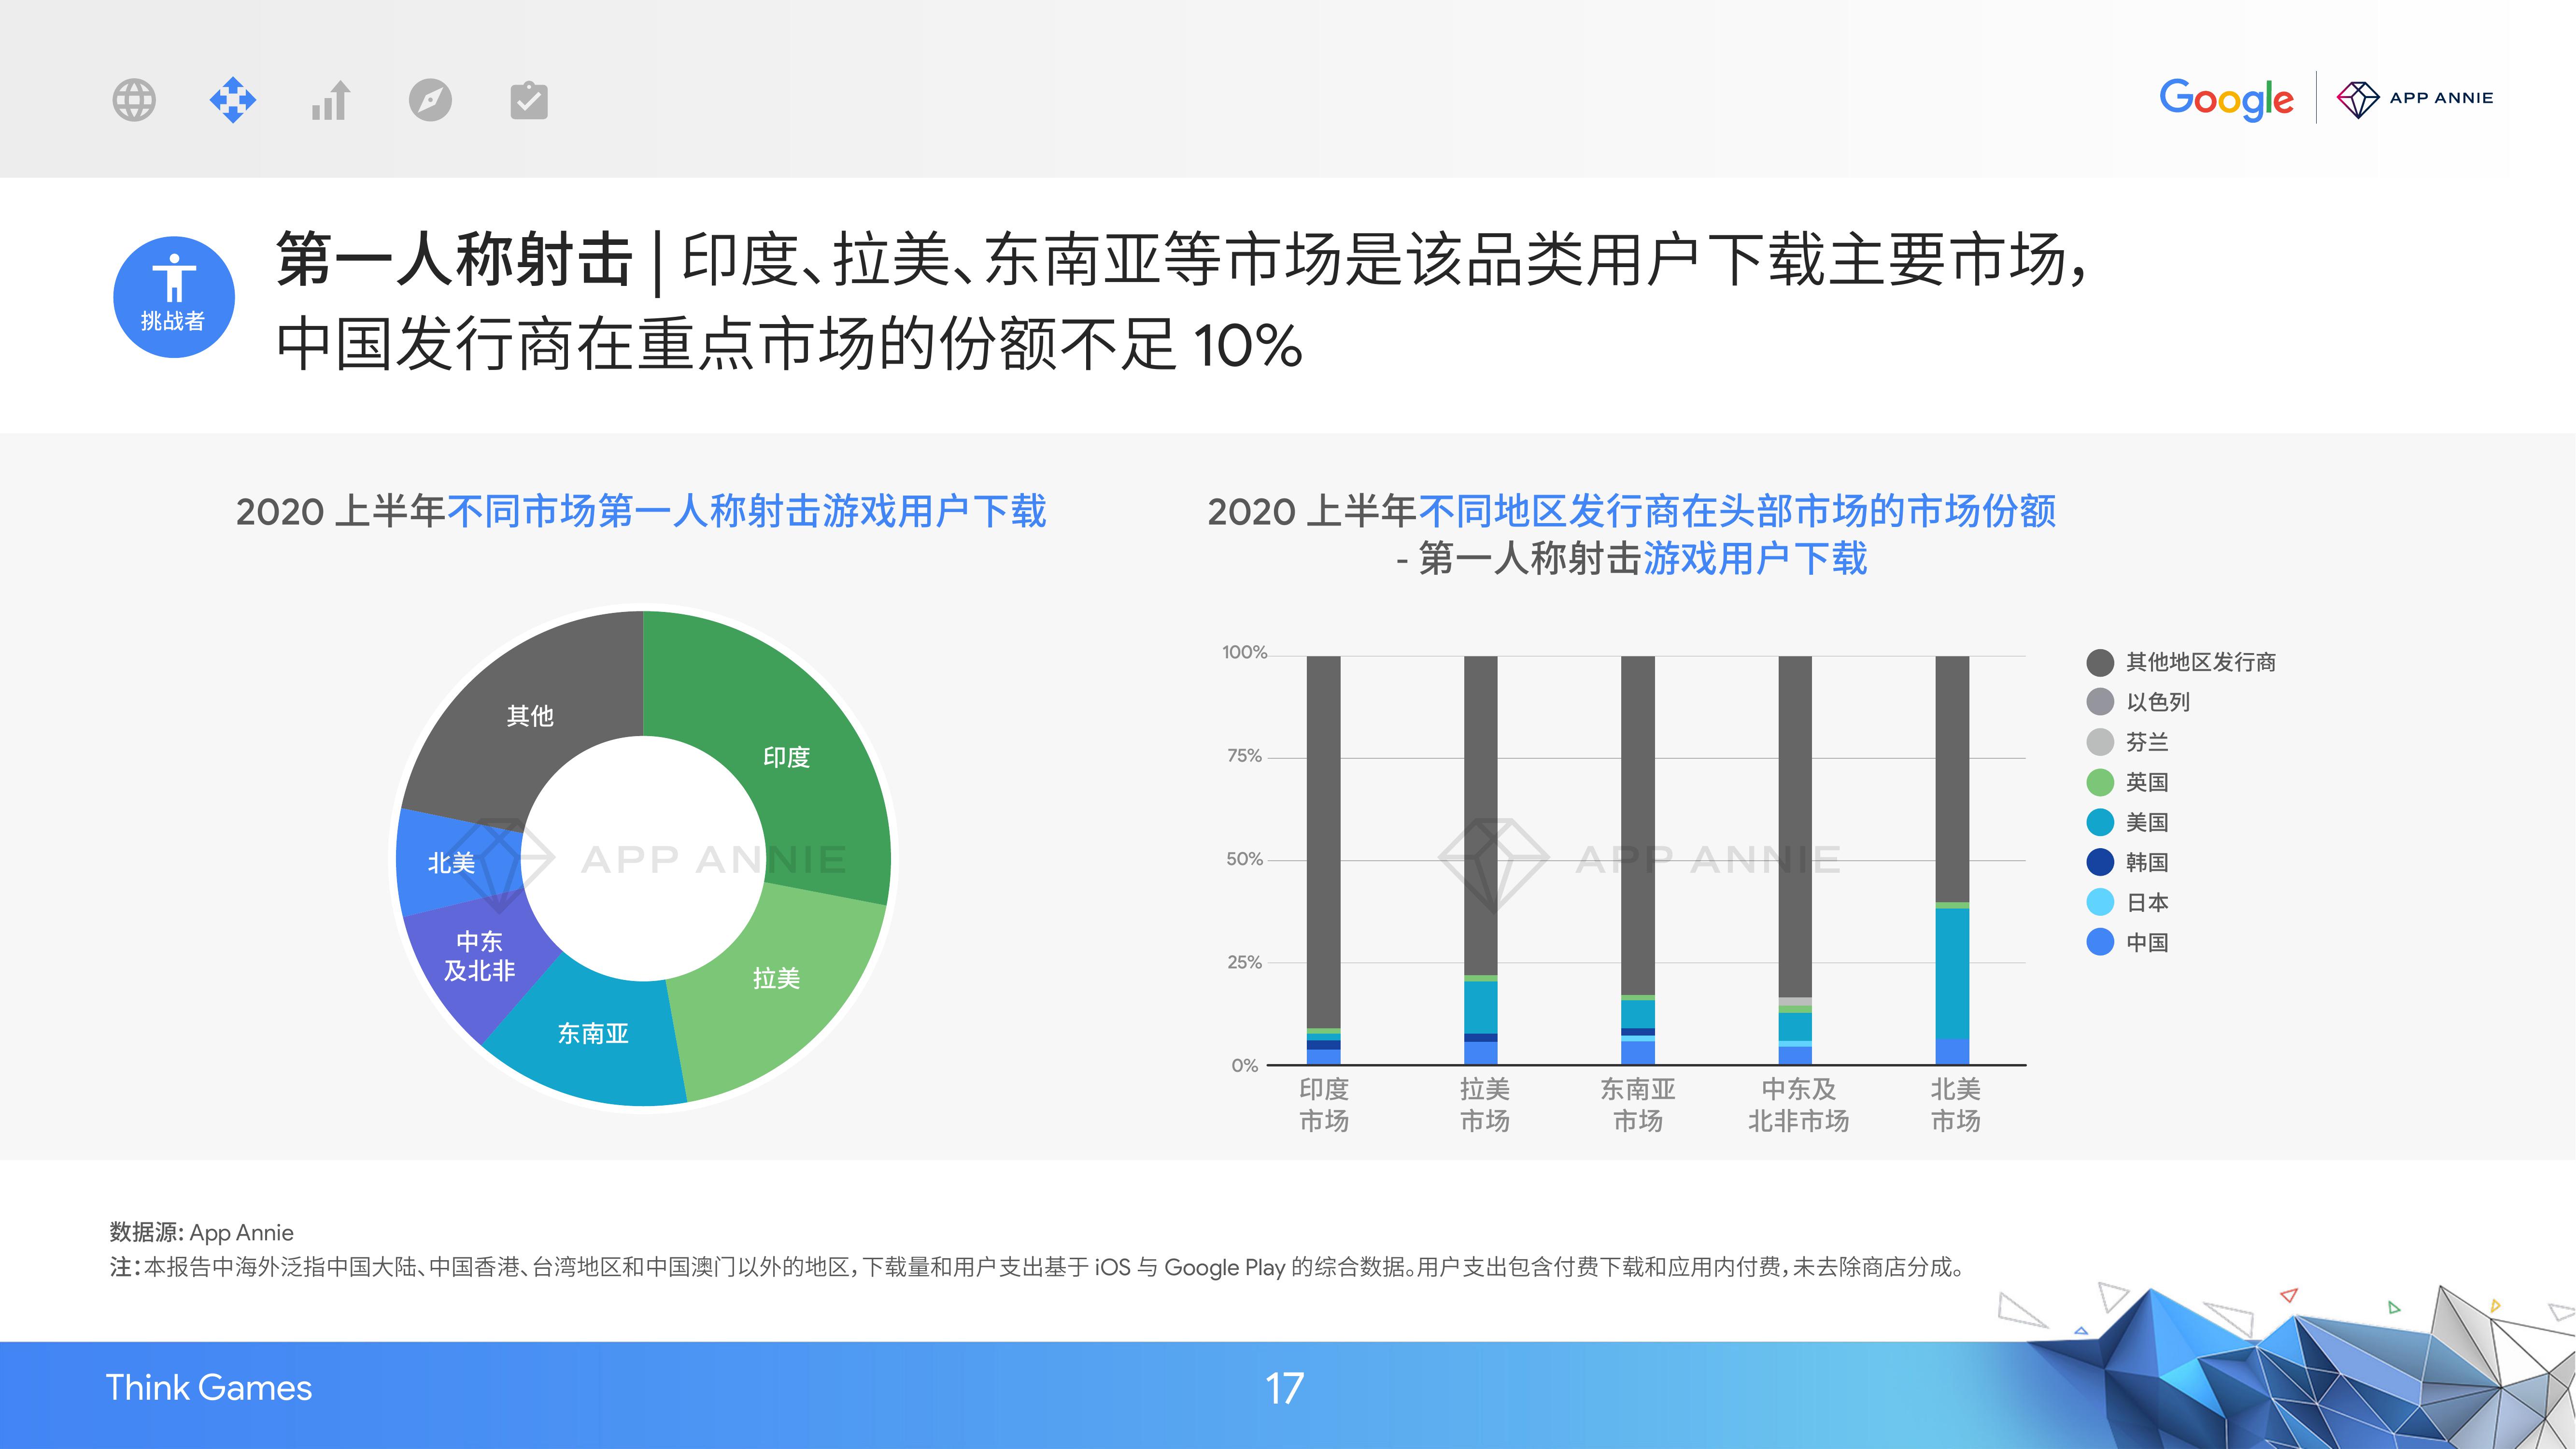 Google | APP ANNIE
挑战者
第一人称射击 | 印度、拉美、东南亚等市场是该品类用户下载主要市场，
中国发行商在重点市场的份额不足 10%
2020 上半年不同市场第一人称射击游戏用户下载
其他
印度
北美
中东
及北非
拉美
东南亚
APP ANNIE
2020 上半年不同地区发行商在头部市场的市场份额
- 第一人称射击游戏用户下载
100%
75%
50%
25%
0%
APP ANNIE
印度
市场
拉美
市场
东南亚
市场
中东及
北非市场
北美
市场
其他地区发行商
以色列
芬兰
英国
美国
韩国
日本
中国
数据源: App Annie
注：本报告中海外泛指中国大陆、中国香港、台湾地区和中国澳门以外的地区，下载量和用户支出基于 iOS 与 Google Play 的综合数据。用户支出包含付费下载和应用内付费，未去除商店分成。
Think Games
17